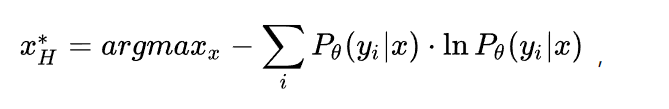 x*_H = argmax_x − ∑_i P_θ(y_i|x) · ln P_θ(y_i|x) ,